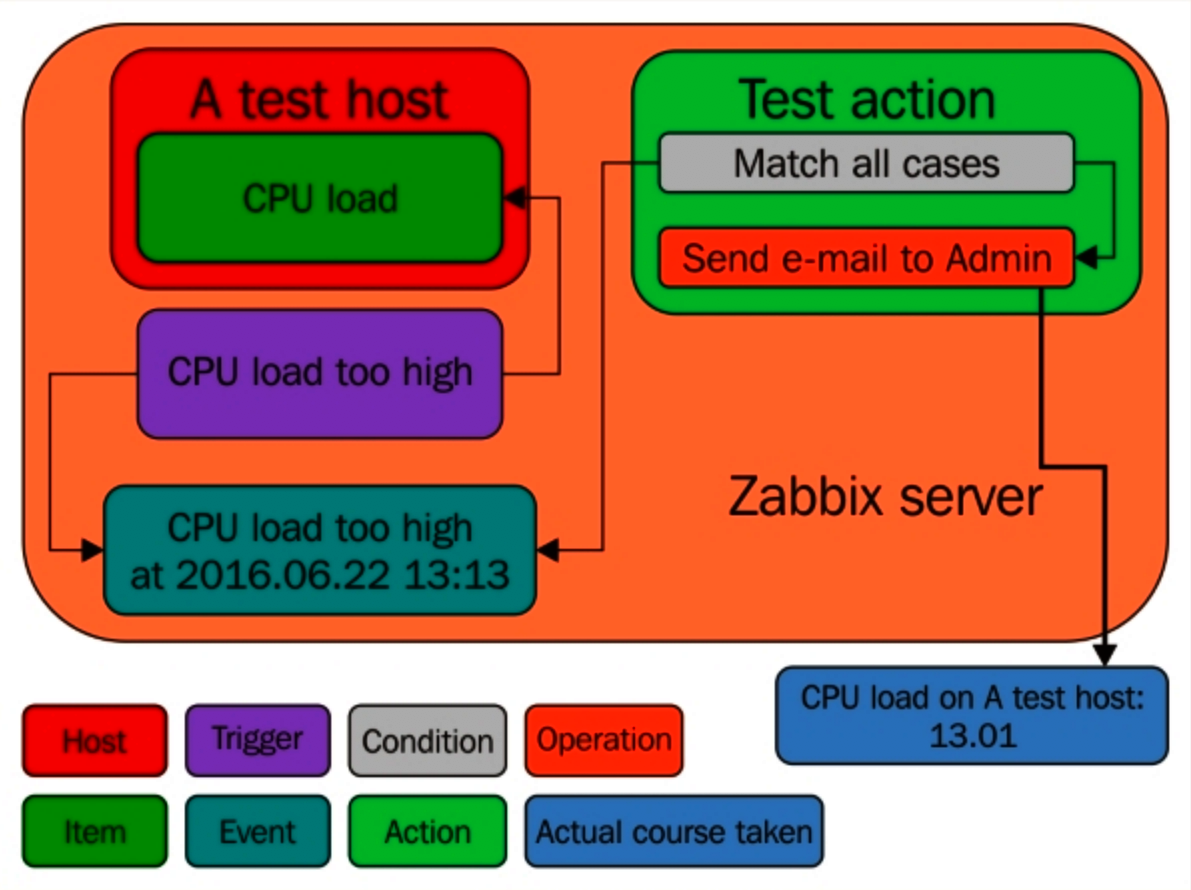 A test host
CPU load
CPU load too high
CPU load too high
at 2016.06.22 13:13
Test action
Match all cases
Send e-mail to Admin
Zabbix server
CPU load on A test host:
13.01
Host
Trigger
Condition
Operation
Item
Event
Action
Actual course taken